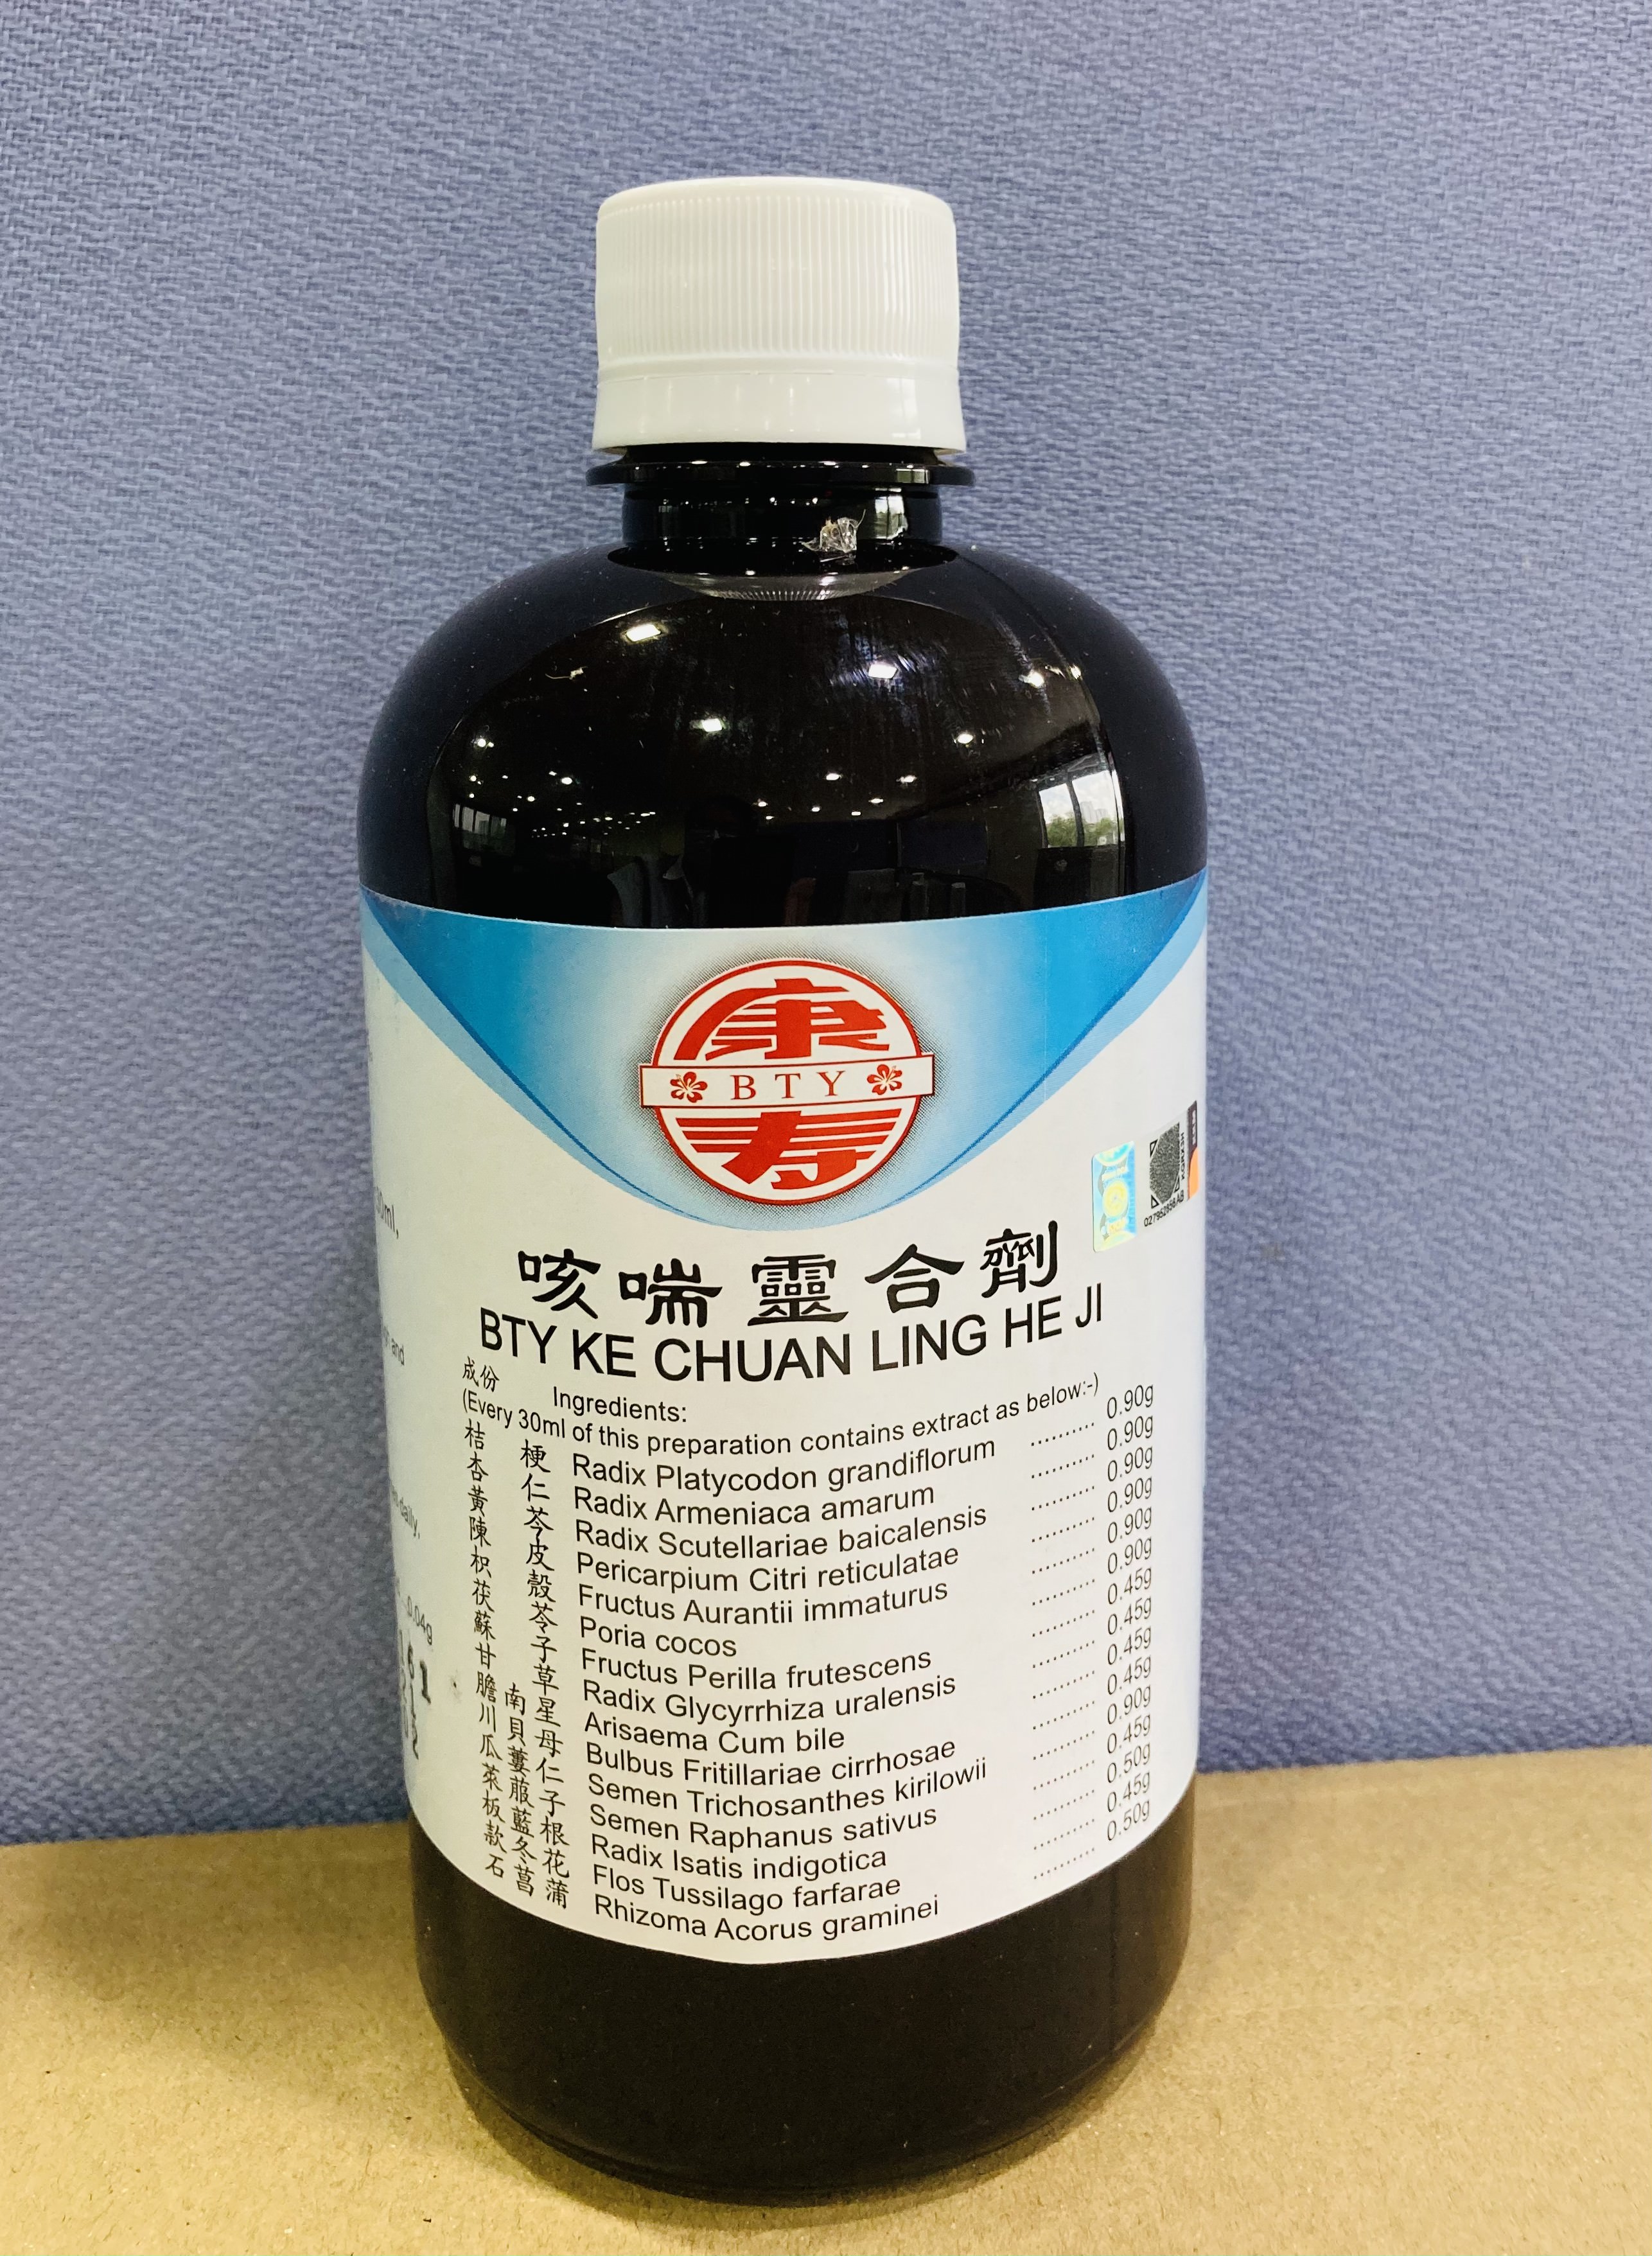 康
BTY
寿
HEXMGA
027952958AB
咳喘靈合劑
BTY KE CHUAN LING HE JI
成份 Ingredients:
(Every 30ml of this preparation contains extract as below:-)
桔梗 Radix Platycodon grandiflorum .......... 0.90g
杏仁 Radix Armeniaca amarum .......... 0.90g
黃芩 Radix Scutellariae baicalensis .......... 0.90g
陳皮 Pericarpium Citri reticulatae .......... 0.90g
枳殼 Fructus Aurantii immaturus .......... 0.90g
茯苓 Poria cocos .......... 0.90g
蘇子 Fructus Perilla frutescens .......... 0.45g
甘草 Radix Glycyrrhiza uralensis .......... 0.45g
膽南星 Arisaema Cum bile .......... 0.45g
川貝母 Bulbus Fritillariae cirrhosae .......... 0.45g
瓜蔞仁 Semen Trichosanthes kirilowii .......... 0.90g
萊菔子 Semen Raphanus sativus .......... 0.45g
板藍根 Radix Isatis indigotica .......... 0.50g
款冬花 Flos Tussilago farfarae .......... 0.45g
石菖蒲 Rhizoma Acorus graminei .......... 0.50g
30ml,
and
daily,
0.04g